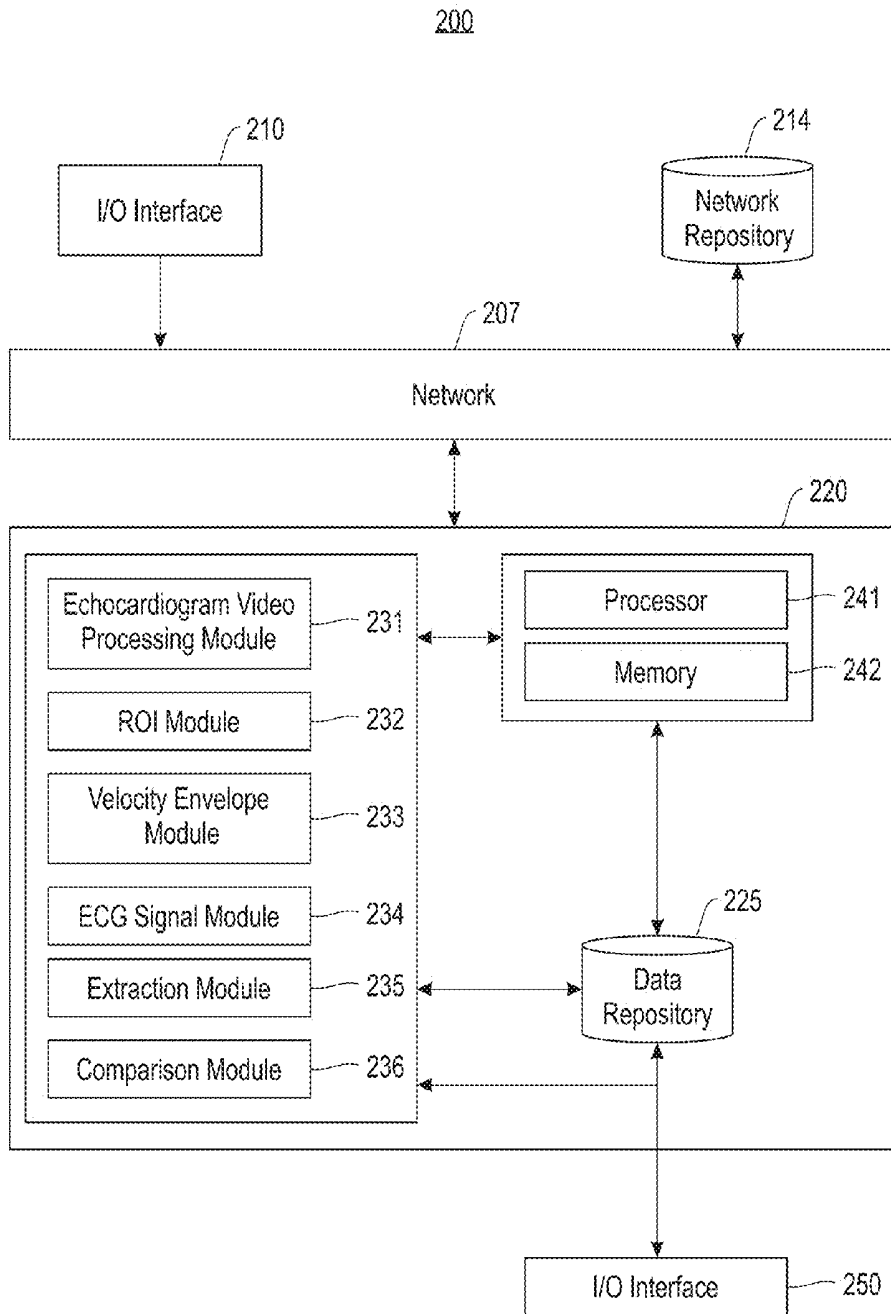 200
210
214
I/O Interface
Network
Repository
207
Network
220
Echocardiogram Video
Processing Module
231
Processor
241
Memory
242
ROI Module
232
Velocity Envelope
Module
233
ECG Signal Module
234
225
Extraction Module
235
Data
Repository
Comparison Module
236
I/O Interface
250